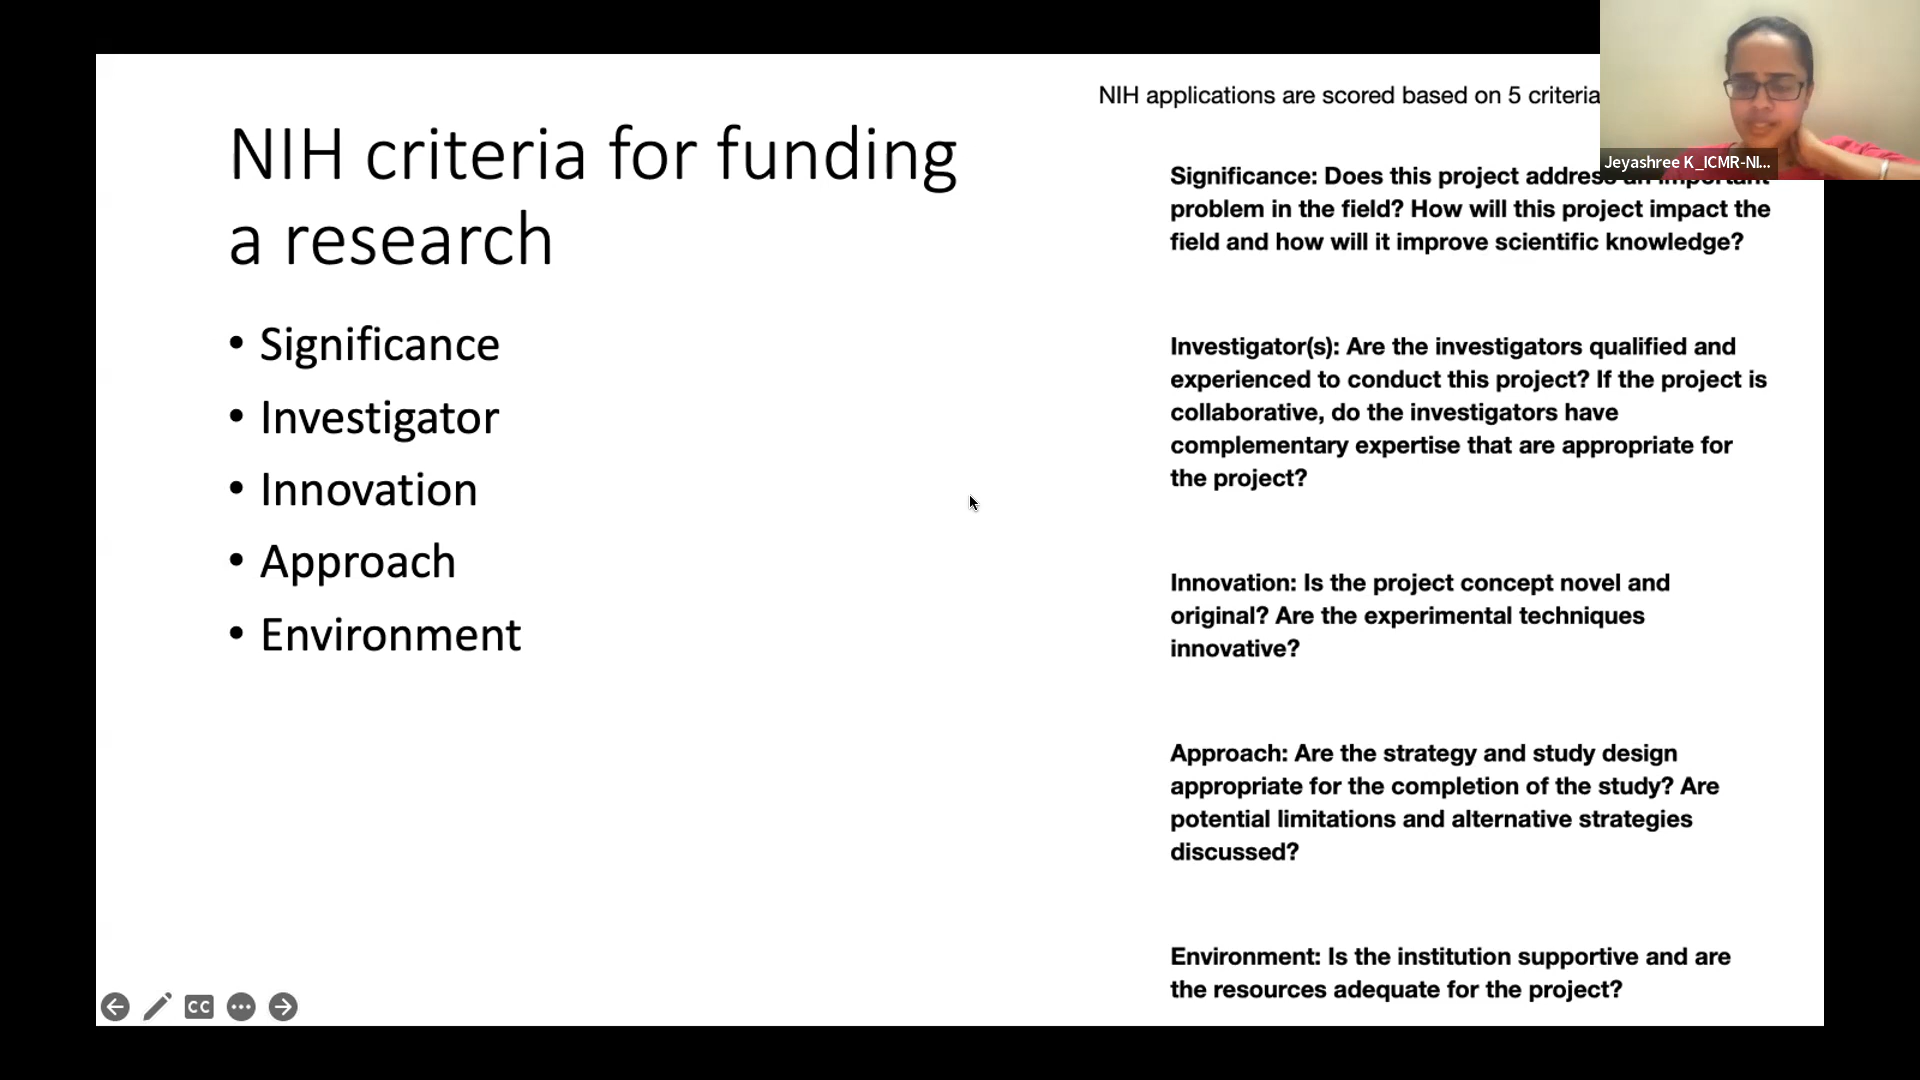 NIH criteria for funding
a research
• Significance
• Investigator
• Innovation
• Approach
• Environment
NIH applications are scored based on 5 criteria
Significance: Does this project address an important
problem in the field? How will this project impact the
field and how will it improve scientific knowledge?
Investigator(s): Are the investigators qualified and
experienced to conduct this project? If the project is
collaborative, do the investigators have
complementary expertise that are appropriate for
the project?
Innovation: Is the project concept novel and
original? Are the experimental techniques
innovative?
Approach: Are the strategy and study design
appropriate for the completion of the study? Are
potential limitations and alternative strategies
discussed?
Environment: Is the institution supportive and are
the resources adequate for the project?
Jeyashree K_ICMR-NI...
CC